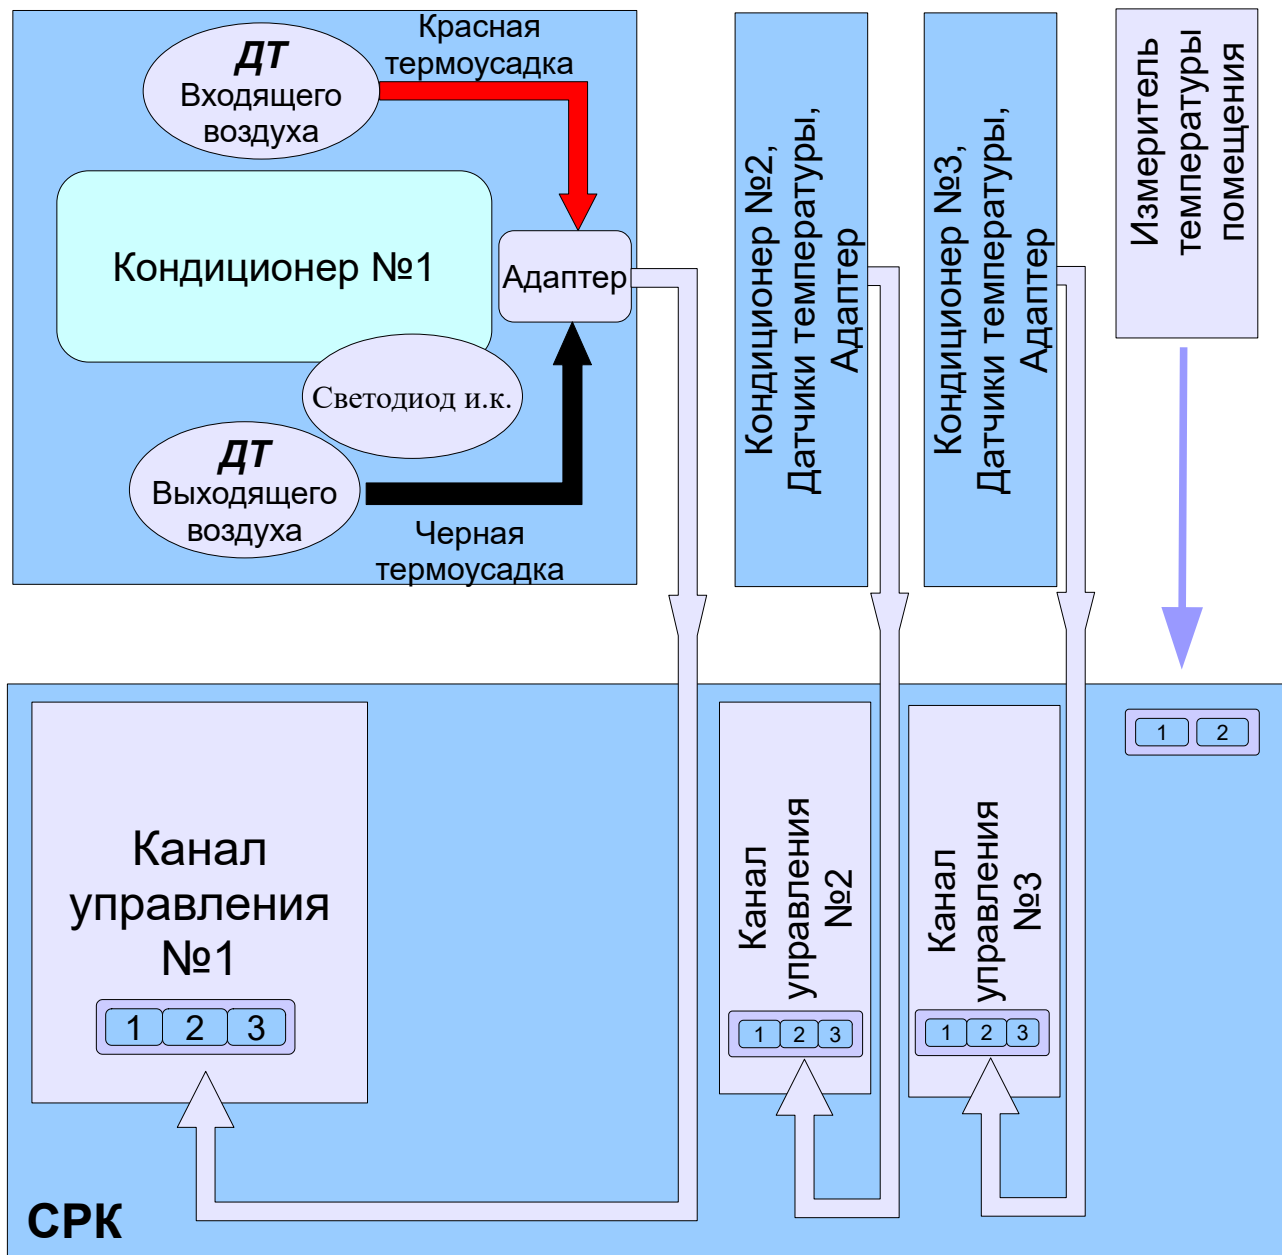 ДТ
Входящего
воздуха
Красная
термоусадка
Кондиционер №1
Адаптер
Светодиод и.к.
ДТ
Выходящего
воздуха
Черная
термоусадка
Кондиционер №2,
Датчики температуры,
Адаптер
Кондиционер №3,
Датчики температуры,
Адаптер
Измеритель
температуры
помещения
1 2
Канал
управления
№1
1 2 3
Канал
управления
№2
1 2 3
Канал
управления
№3
1 2 3
СРК